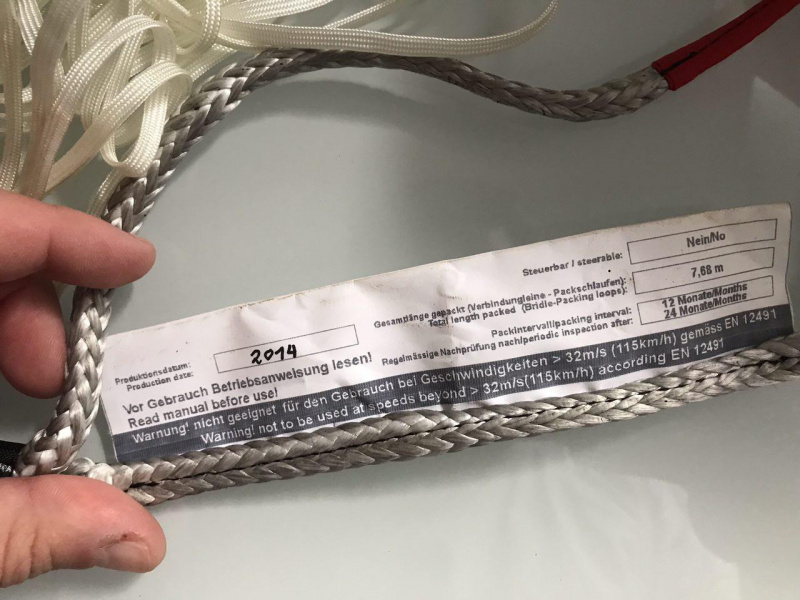 Steuerbar / steerable:
Nein/No
Gesamtlänge gepackt (Verbindungleine - Packschlaufen):
Total length packed (Bridle-Packing loops):
7,68 m
Packintervall/packing interval:
12 Monate/Months
Regelmässige Nachprüfung nach/periodic inspection after:
24 Monate/Months
Produktionsdatum:
Production date:
2014
Vor Gebrauch Betriebsanweisung lesen!
Read manual before use!
Warnung! nicht geeignet für den Gebrauch bei Geschwindigkeiten > 32m/s (115km/h) gemäss EN 12491
Warning! not to be used at speeds beyond > 32m/s(115km/h) according EN 12491